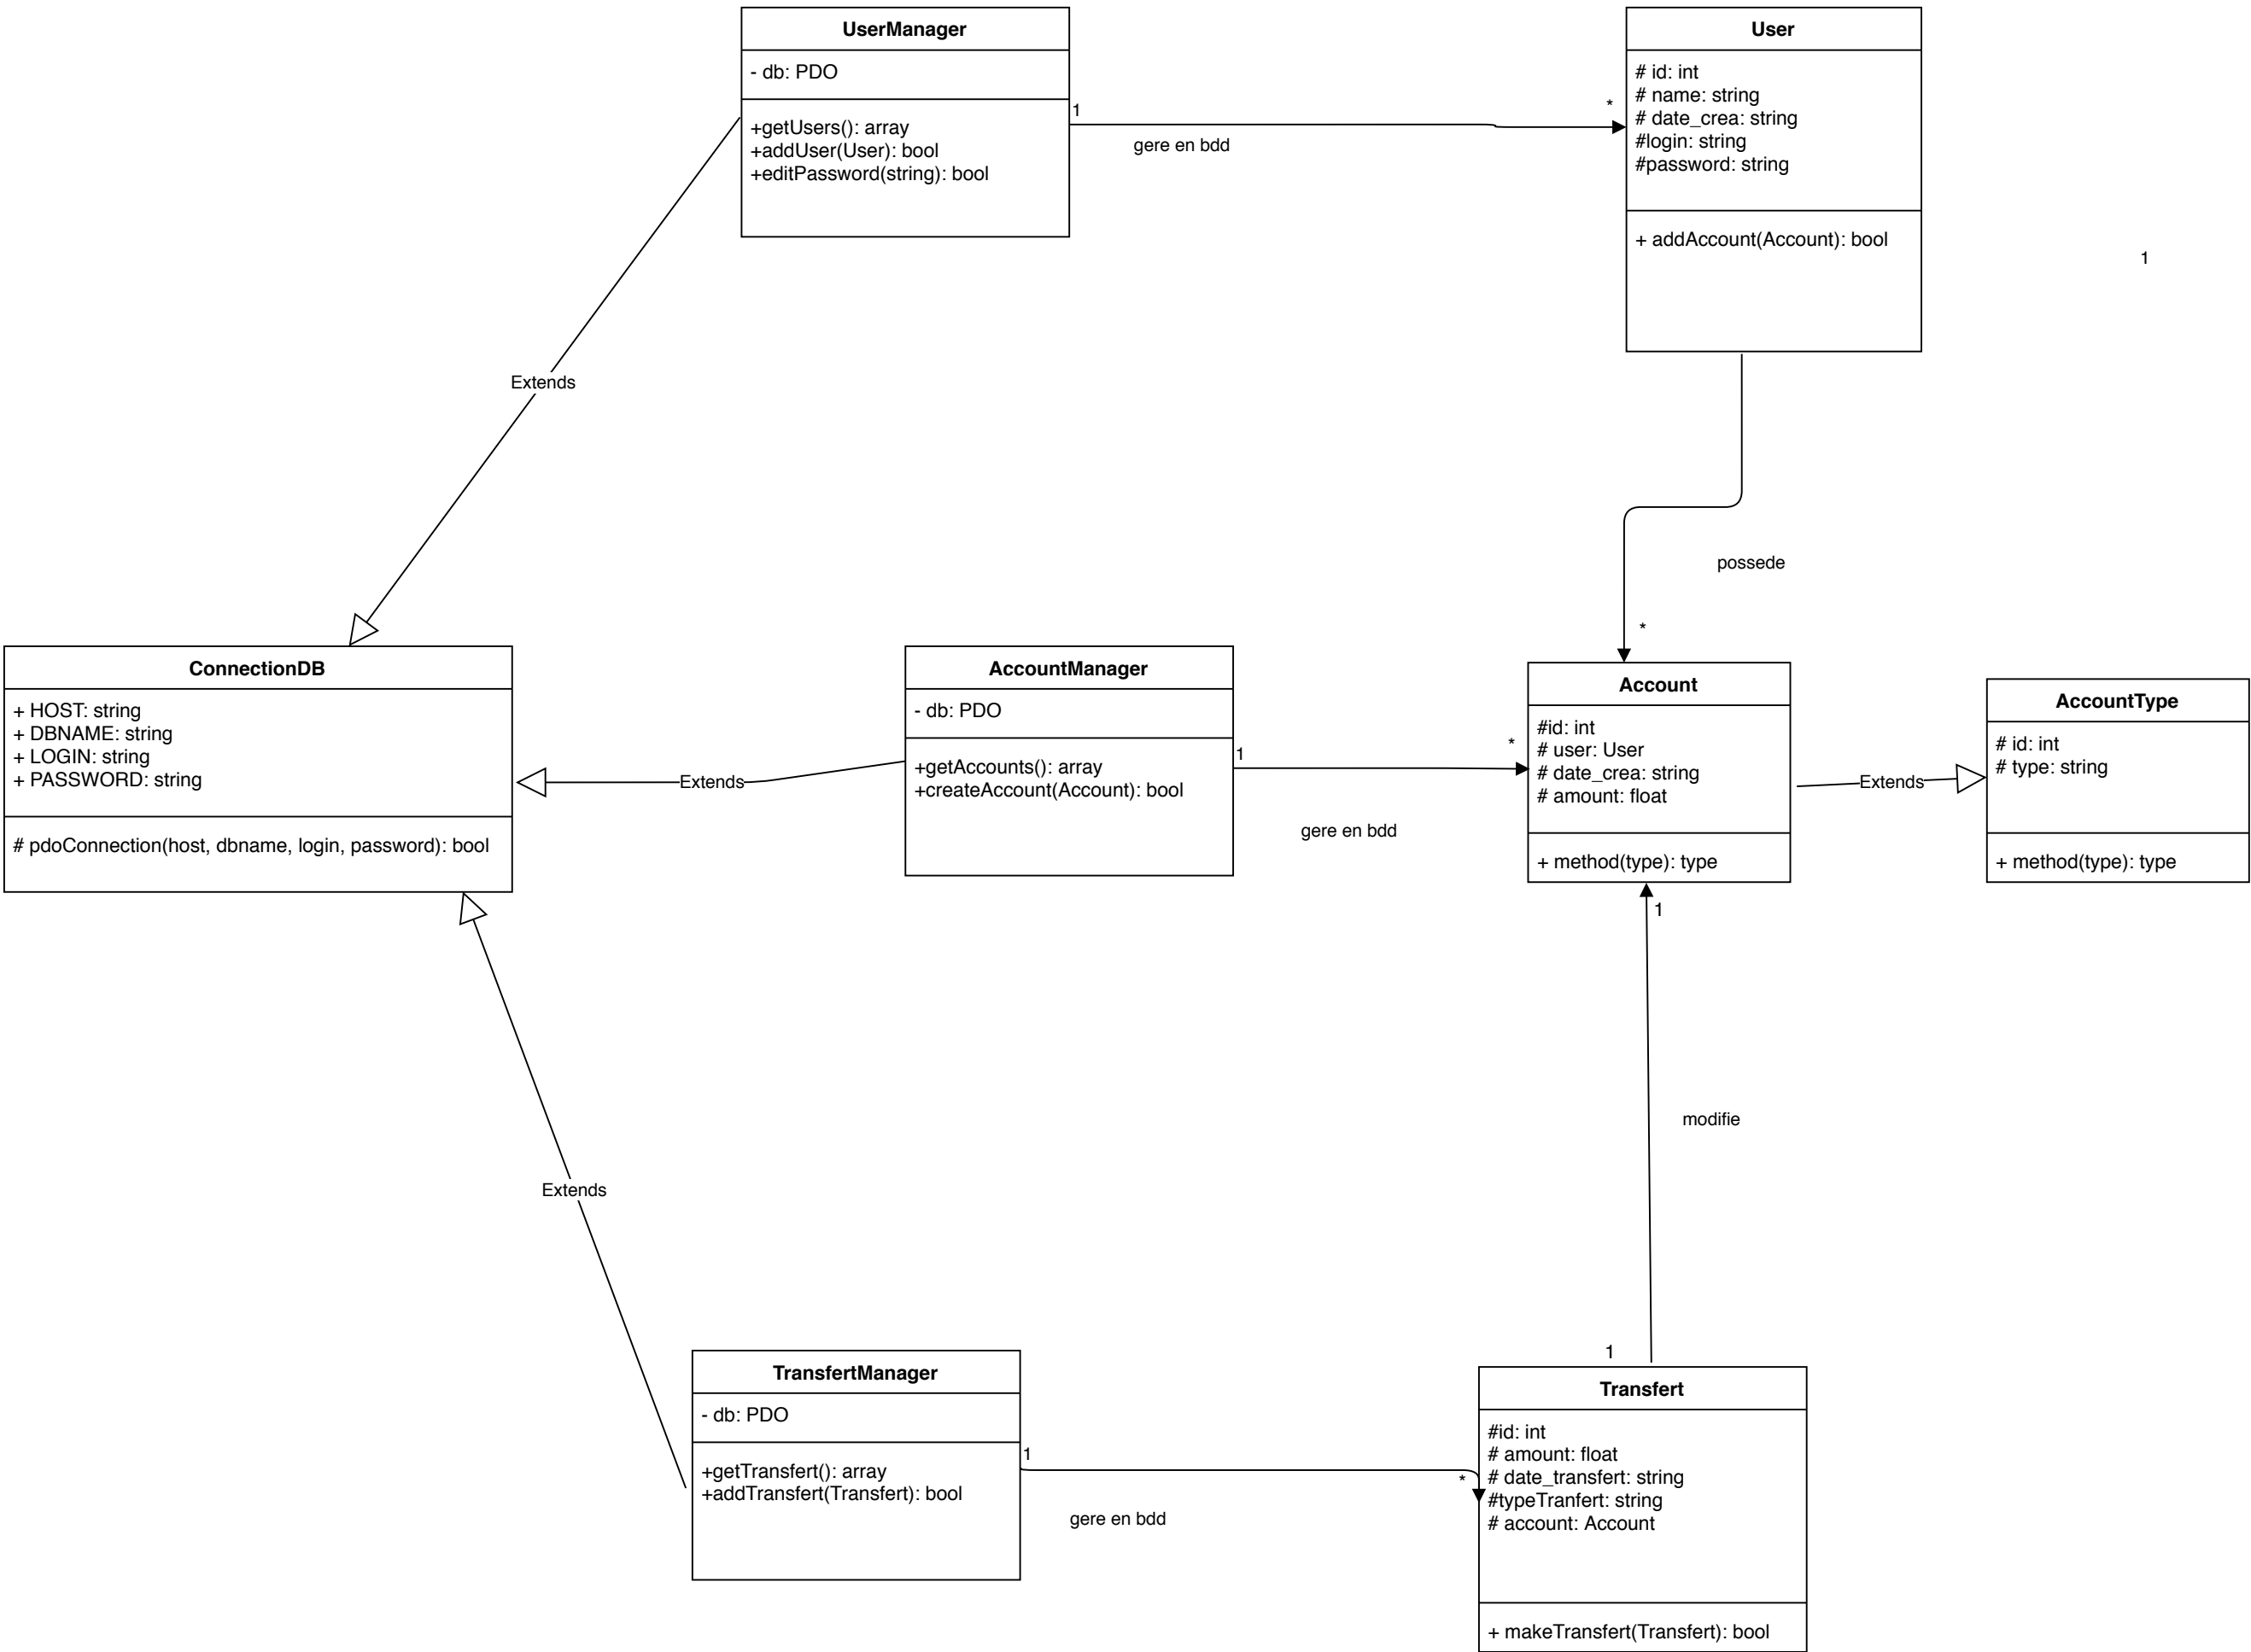 UserManager
- db: PDO
+getUsers(): array
+addUser(User): bool
+editPassword(string): bool
1
*
gere en bdd
User
# id: int
# name: string
# date_crea: string
#login: string
#password: string
+ addAccount(Account): bool
1
Extends
possede
*
ConnectionDB
+ HOST: string
+ DBNAME: string
+ LOGIN: string
+ PASSWORD: string
# pdoConnection(host, dbname, login, password): bool
Extends
AccountManager
- db: PDO
+getAccounts(): array
+createAccount(Account): bool
1
*
gere en bdd
Account
#id: int
# user: User
# date_crea: string
# amount: float
+ method(type): type
Extends
AccountType
# id: int
# type: string
+ method(type): type
1
modifie
Extends
1
TransfertManager
- db: PDO
+getTransfert(): array
+addTransfert(Transfert): bool
1
*
gere en bdd
Transfert
#id: int
# amount: float
# date_transfert: string
#typeTranfert: string
# account: Account
+ makeTransfert(Transfert): bool